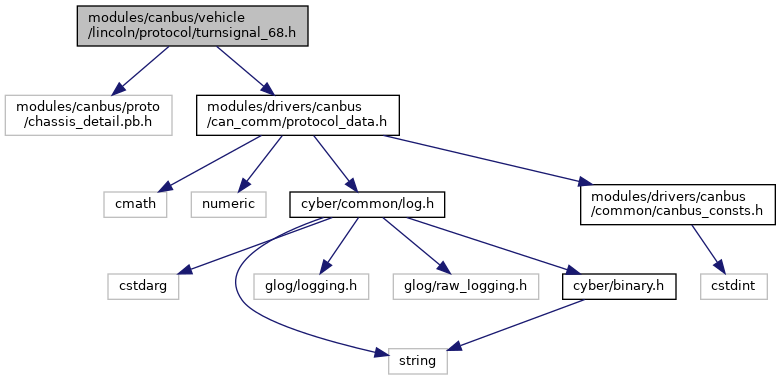 modules/canbus/vehicle
/lincoln/protocol/turnsignal_68.h
modules/canbus/proto
/chassis_detail.pb.h
modules/drivers/canbus
/can_comm/protocol_data.h
cmath
numeric
cyber/common/log.h
modules/drivers/canbus
/common/canbus_consts.h
cstdarg
glog/logging.h
glog/raw_logging.h
cyber/binary.h
cstdint
string